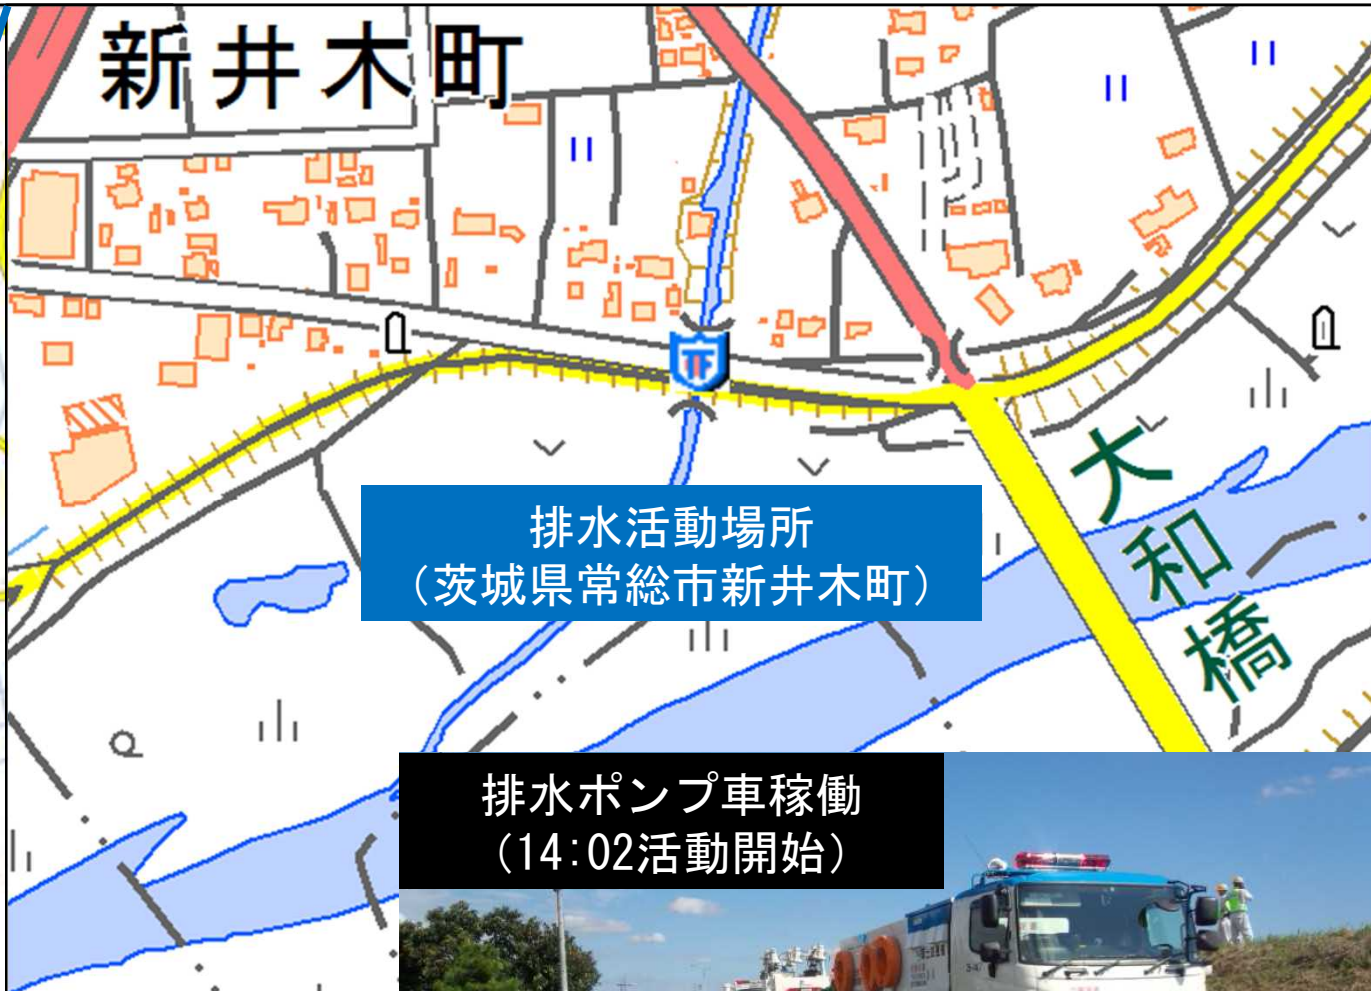 新井木町
TTF
大和橋
排水活動場所
（茨城県常総市新井木町）
排水ポンプ車稼働
（14:02活動開始）